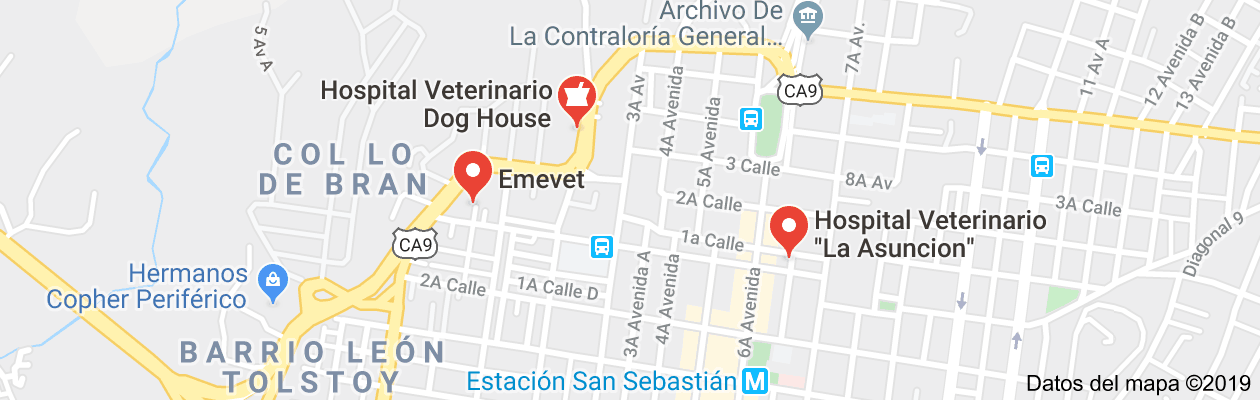 Archivo De
La Contraloría General...
5 Av A
7A Av.
11 Av A
12 Avenida B
13 Avenida B
CA9
Hospital Veterinario
Dog House
3A Av
4A Avenida
5A Avenida
COL LO
DE BRAN
3 Calle
8A Av
Emevet
2A Calle
3A Calle
Hospital Veterinario
"La Asuncion"
1a Calle
Diagonal 9
CA9
Hermanos
Copher Periférico
2A Calle
1A Calle D
3A Avenida A
4A Avenida
6A Avenida
BARRIO LEÓN
TOLSTOY
Estación San Sebastián M
Datos del mapa ©2019